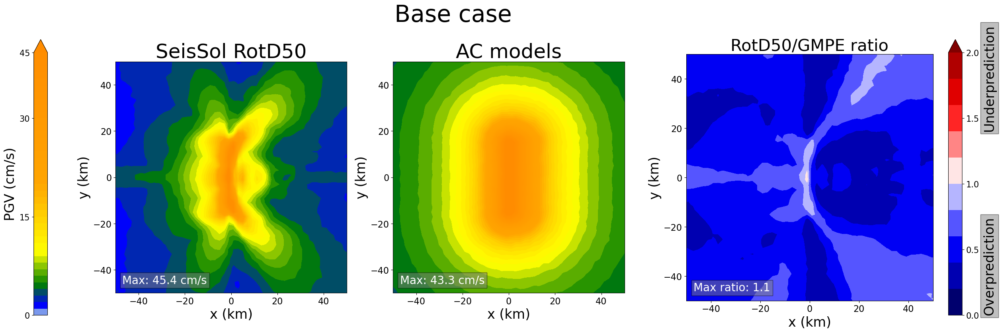 Base case
SeisSol RotD50
AC models
RotD50/GMPE ratio
PGV (cm/s)
45
30
15
0
y (km)
40
20
0
−20
−40
Max: 45.4 cm/s
−40 −20 0 20 40
x (km)
y (km)
40
20
0
−20
−40
Max: 43.3 cm/s
−40 −20 0 20 40
x (km)
y (km)
40
20
0
−20
−40
Max ratio: 1.1
−40 −20 0 20 40
x (km)
2.0
1.5
1.0
0.5
0.0
Underprediction
Overprediction